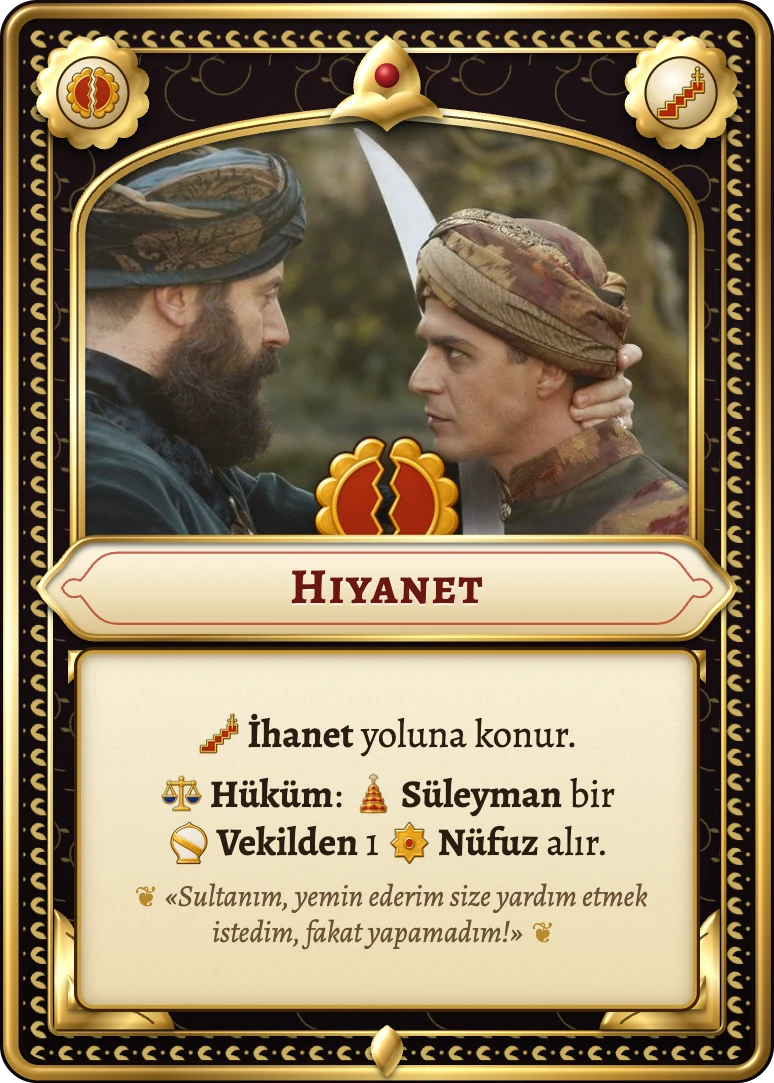 Hıyanet
İhanet yoluna konur.
Hüküm: Süleyman bir
Vekilden 1 Nüfuz alır.
«Sultanım, yemin ederim size yardım etmek
istedim, fakat yapamadım!»